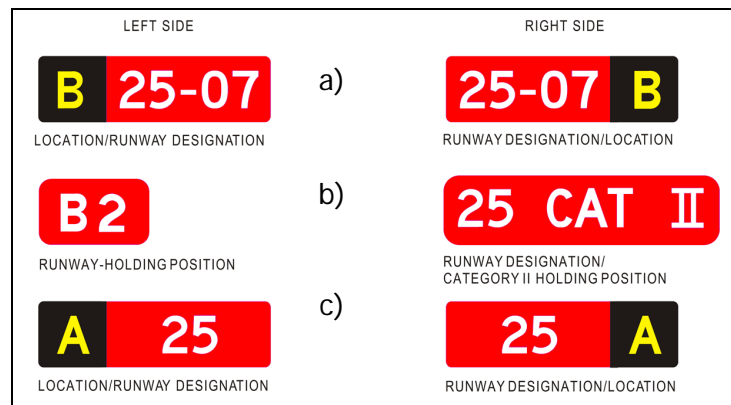 LEFT SIDE RIGHT SIDE
B 25-07 a) 25-07 B
LOCATION/RUNWAY DESIGNATION RUNWAY DESIGNATION/LOCATION
B2 b) 25 CAT II
RUNWAY-HOLDING POSITION RUNWAY DESIGNATION/
CATEGORY II HOLDING POSITION
A 25 c) 25 A
LOCATION/RUNWAY DESIGNATION RUNWAY DESIGNATION/LOCATION